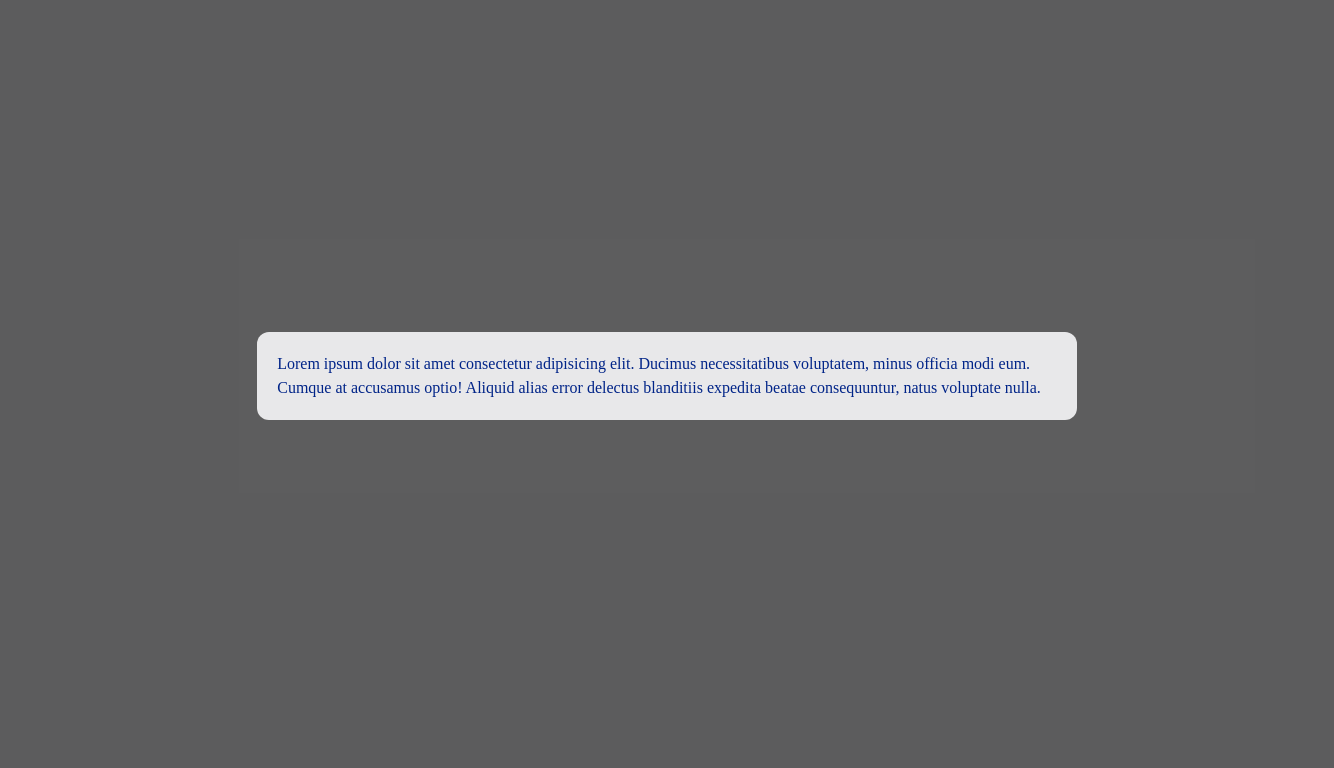 Lorem ipsum dolor sit amet consectetur adipisicing elit. Ducimus necessitatibus voluptatem, minus officia modi eum.
Cumque at accusamus optio! Aliquid alias error delectus blanditiis expedita beatae consequuntur, natus voluptate nulla.